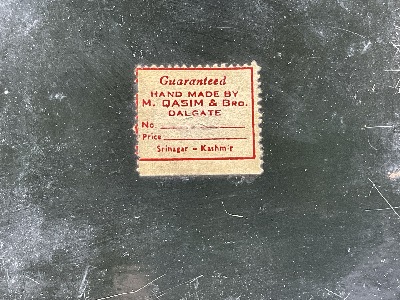 Guaranteed
HAND MADE BY
M. QASIM & BRO.
DALGATE
No
Price
Srinagar - Kashmir